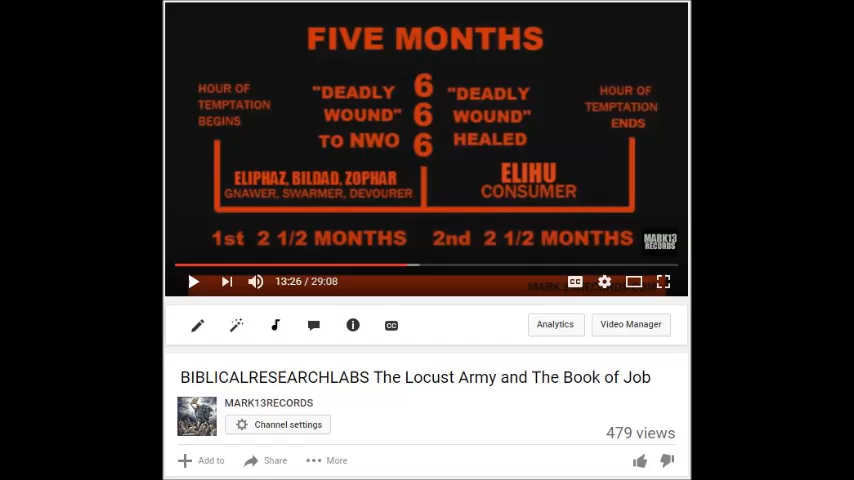 FIVE MONTHS
HOUR OF
TEMPTATION
BEGINS
"DEADLY
WOUND"
TO NWO
6
6
6
"DEADLY
WOUND"
HEALED
HOUR OF
TEMPTATION
ENDS
ELIPHAZ, BILDAD, ZOPHAR
GNAWER, SWARMER, DEVOURER
ELIHU
CONSUMER
1st 2 1/2 MONTHS
2nd 2 1/2 MONTHS
MARK13
RECORDS
13:26 / 29:08
CC
CC
Analytics
Video Manager
BIBLICALRESEARCHLABS The Locust Army and The Book of Job
MARK13RECORDS
Channel settings
479 views
Add to
Share
More